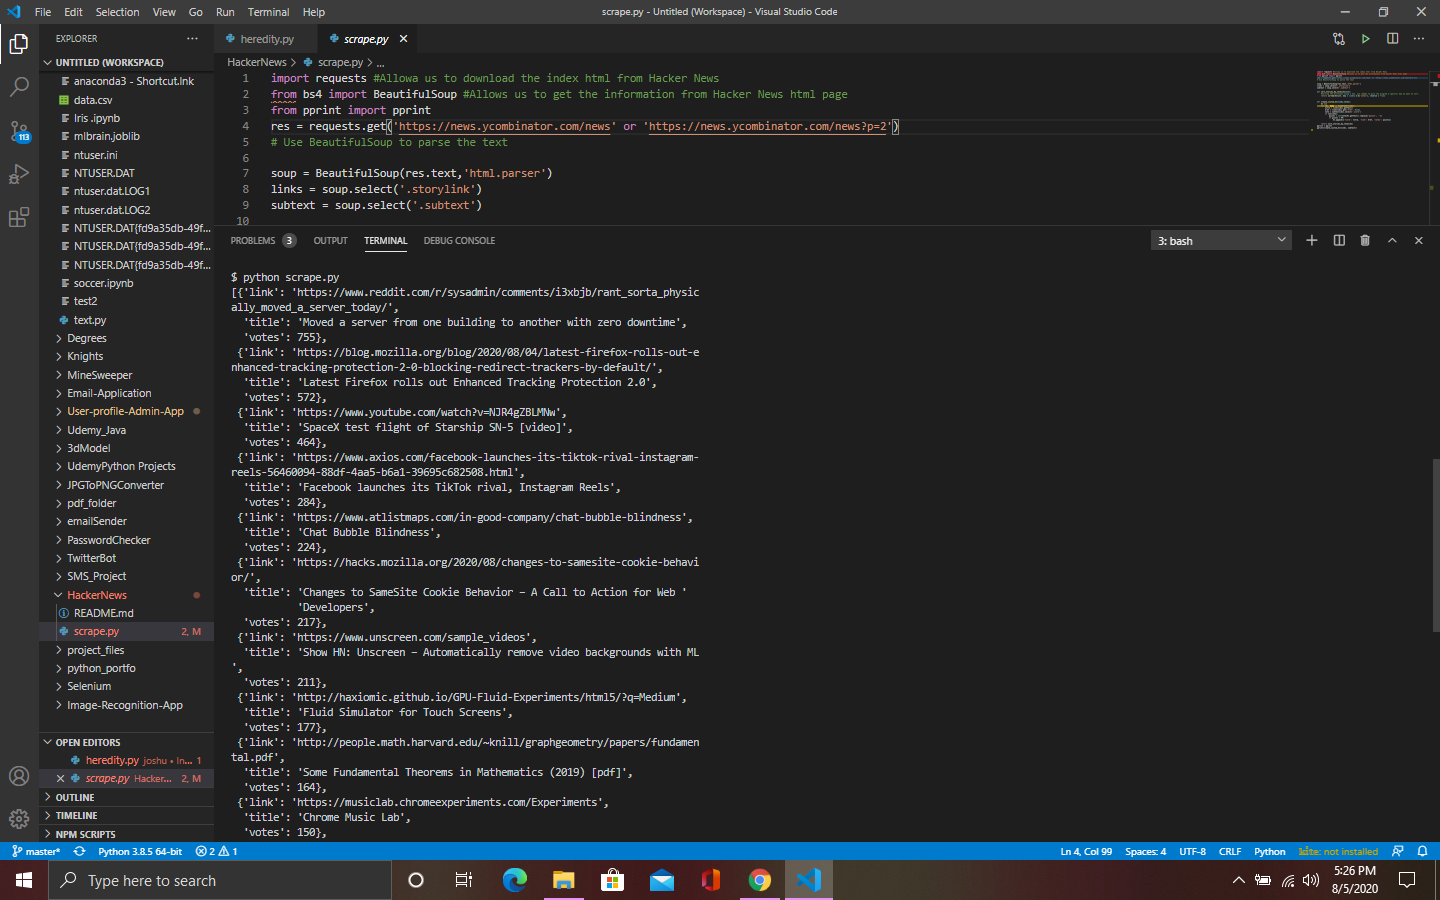 File Edit Selection View Go Run Terminal Help
scrape.py - Untitled (Workspace) - Visual Studio Code
EXPLORER
heredity.py
scrape.py
UNTITLED (WORKSPACE)
HackerNews > scrape.py > ...
anaconda3 - Shortcut.lnk
data.csv
Iris .ipynb
mlbrain.joblib
ntuser.ini
NTUSER.DAT
ntuser.dat.LOG1
ntuser.dat.LOG2
NTUSER.DAT{fd9a35db-49f...
NTUSER.DAT{fd9a35db-49f...
NTUSER.DAT{fd9a35db-49f...
soccer.ipynb
test2
text.py
Degrees
Knights
MineSweeper
Email-Application
User-profile-Admin-App
Udemy_Java
3dModel
UdemyPython Projects
JPGToPNGConverter
pdf_folder
emailSender
PasswordChecker
TwitterBot
SMS_Project
HackerNews
README.md
scrape.py 2, M
project_files
python_portfo
Selenium
Image-Recognition-App
OPEN EDITORS
heredity.py joshu • In... 1
scrape.py Hacker... 2, M
OUTLINE
TIMELINE
NPM SCRIPTS
113
1 import requests #Allowa us to download the index html from Hacker News
2 from bs4 import BeautifulSoup #Allows us to get the information from Hacker News html page
3 from pprint import pprint
4 res = requests.get('https://news.ycombinator.com/news' or 'https://news.ycombinator.com/news?p=2')
5 # Use BeautifulSoup to parse the text
6
7 soup = BeautifulSoup(res.text,'html.parser')
8 links = soup.select('.storylink')
9 subtext = soup.select('.subtext')
10
PROBLEMS 3 OUTPUT TERMINAL DEBUG CONSOLE
3: bash
$ python scrape.py
[{'link': 'https://www.reddit.com/r/sysadmin/comments/i3xbjb/rant_sorta_physic
ally_moved_a_server_today/',
'title': 'Moved a server from one building to another with zero downtime',
'votes': 755},
{'link': 'https://blog.mozilla.org/blog/2020/08/04/latest-firefox-rolls-out-e
nhanced-tracking-protection-2-0-blocking-redirect-trackers-by-default/',
'title': 'Latest Firefox rolls out Enhanced Tracking Protection 2.0',
'votes': 572},
{'link': 'https://www.youtube.com/watch?v=NJR4gZBLMNw',
'title': 'SpaceX test flight of Starship SN-5 [video]',
'votes': 464},
{'link': 'https://www.axios.com/facebook-launches-its-tiktok-rival-instagram-
reels-56460094-88df-4aa5-b6a1-39695c682508.html',
'title': 'Facebook launches its TikTok rival, Instagram Reels',
'votes': 284},
{'link': 'https://www.atlistmaps.com/in-good-company/chat-bubble-blindness',
'title': 'Chat Bubble Blindness',
'votes': 224},
{'link': 'https://hacks.mozilla.org/2020/08/changes-to-samesite-cookie-behavi
or/',
'title': 'Changes to SameSite Cookie Behavior – A Call to Action for Web '
'Developers',
'votes': 217},
{'link': 'https://www.unscreen.com/sample_videos',
'title': 'Show HN: Unscreen – Automatically remove video backgrounds with ML
',
'votes': 211},
{'link': 'http://haxiomic.github.io/GPU-Fluid-Experiments/html5/?q=Medium',
'title': 'Fluid Simulator for Touch Screens',
'votes': 177},
{'link': 'http://people.math.harvard.edu/~knill/graphgeometry/papers/fundamen
tal.pdf',
'title': 'Some Fundamental Theorems in Mathematics (2019) [pdf]',
'votes': 164},
{'link': 'https://musiclab.chromeexperiments.com/Experiments',
'title': 'Chrome Music Lab',
'votes': 150},
master* Python 3.8.5 64-bit 2 1 Ln 4, Col 99 Spaces: 4 UTF-8 CRLF Python kite: not installed
Type here to search
5:26 PM
8/5/2020